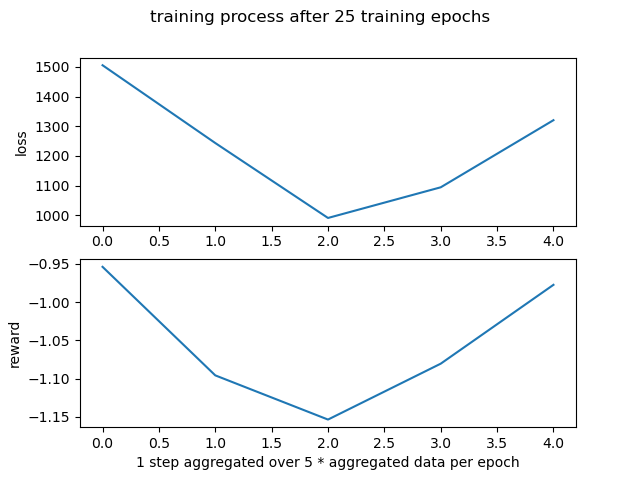 training process after 25 training epochs
1500
1400
1300
1200
1100
1000
loss
0.0 0.5 1.0 1.5 2.0 2.5 3.0 3.5 4.0
−0.95
−1.00
−1.05
−1.10
−1.15
reward
0.0 0.5 1.0 1.5 2.0 2.5 3.0 3.5 4.0
1 step aggregated over 5 * aggregated data per epoch